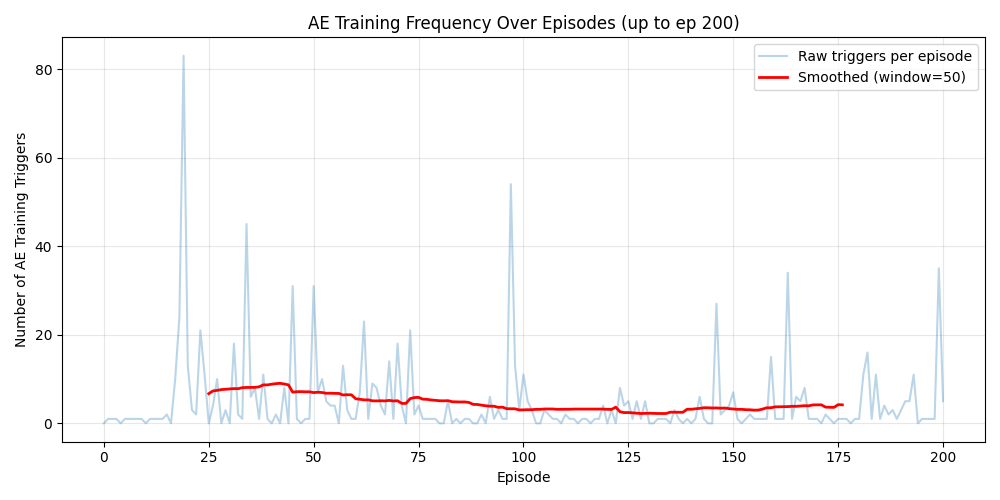 AE Training Frequency Over Episodes (up to ep 200)
Raw triggers per episode
Smoothed (window=50)
Number of AE Training Triggers
80
60
40
20
0
0 25 50 75 100 125 150 175 200
Episode